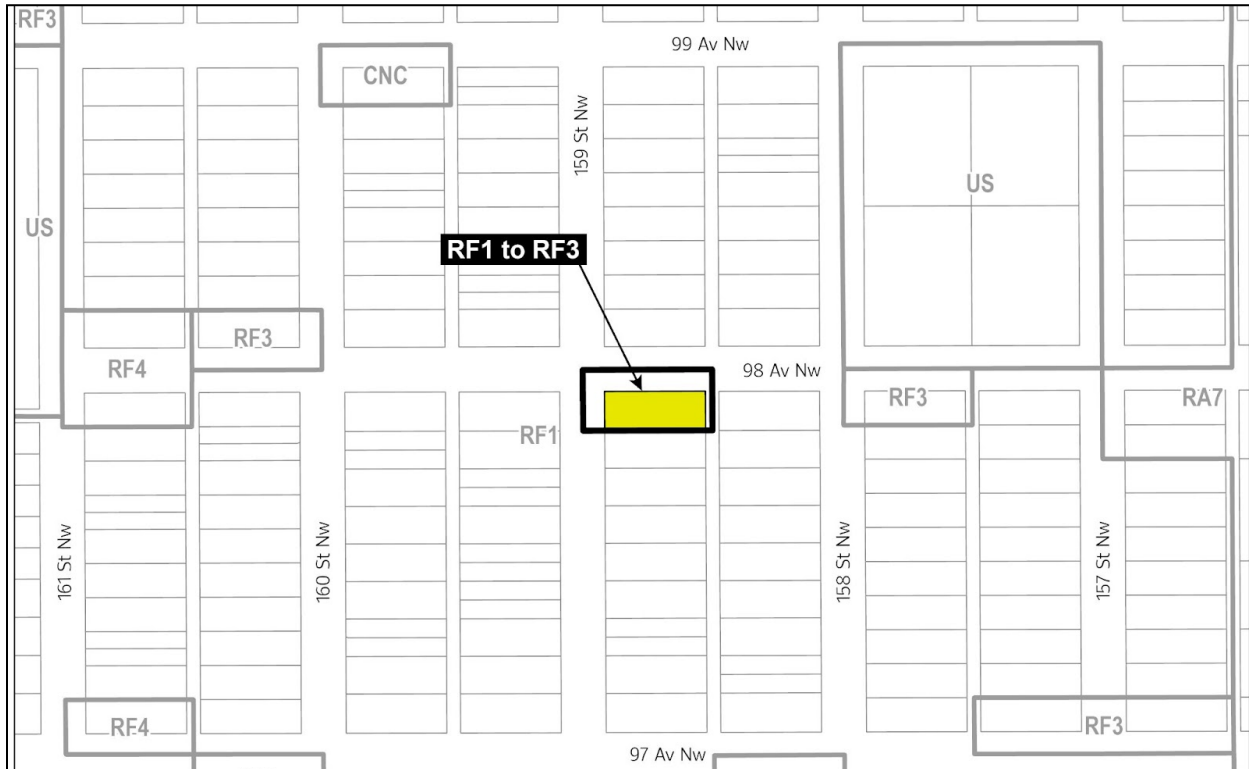 RF3
99 Av Nw
CNC
159 St Nw
US
US
RF1 to RF3
RF3
RF4
98 Av Nw
RF3
RA7
RF1
161 St Nw
160 St Nw
158 St Nw
157 St Nw
RF4
RF3
97 Av Nw